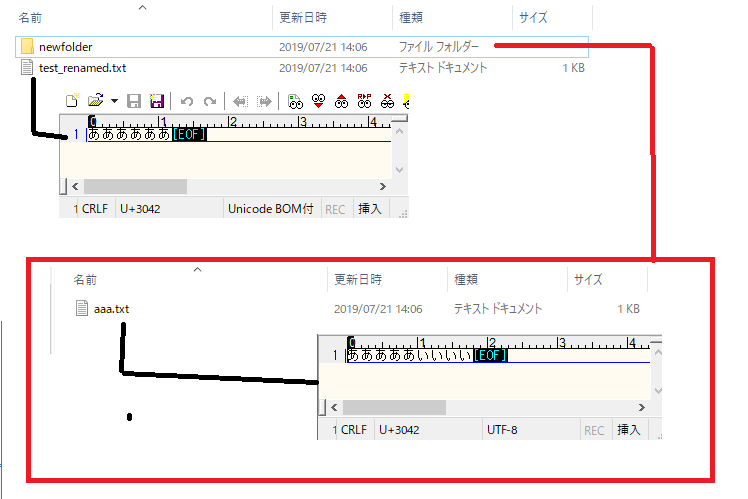 名前 更新日時 種類 サイズ
newfolder 2019/07/21 14:06 ファイル フォルダー
test_renamed.txt 2019/07/21 14:06 テキスト ドキュメント 1 KB
0 1 2 3 4
1 あああああああ[EOF]
1 CRLF U+3042 Unicode BOM付 REC 挿入
名前 更新日時 種類 サイズ
aaa.txt 2019/07/21 14:06 テキスト ドキュメント 1 KB
0 1 2 3 4
1 あああああいいいい[EOF]
1 CRLF U+3042 UTF-8 REC 挿入